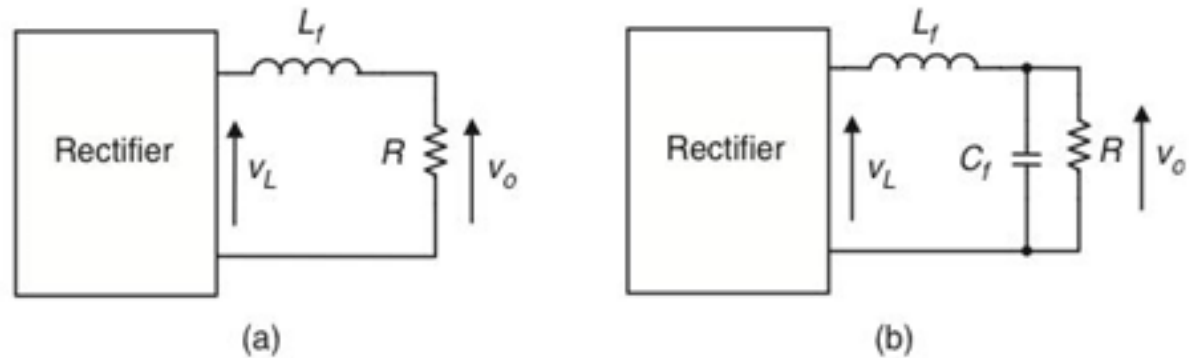 L_f
Rectifier
v_L
R
v_o
(a)
L_f
Rectifier
v_L
C_f
R
v_o
(b)